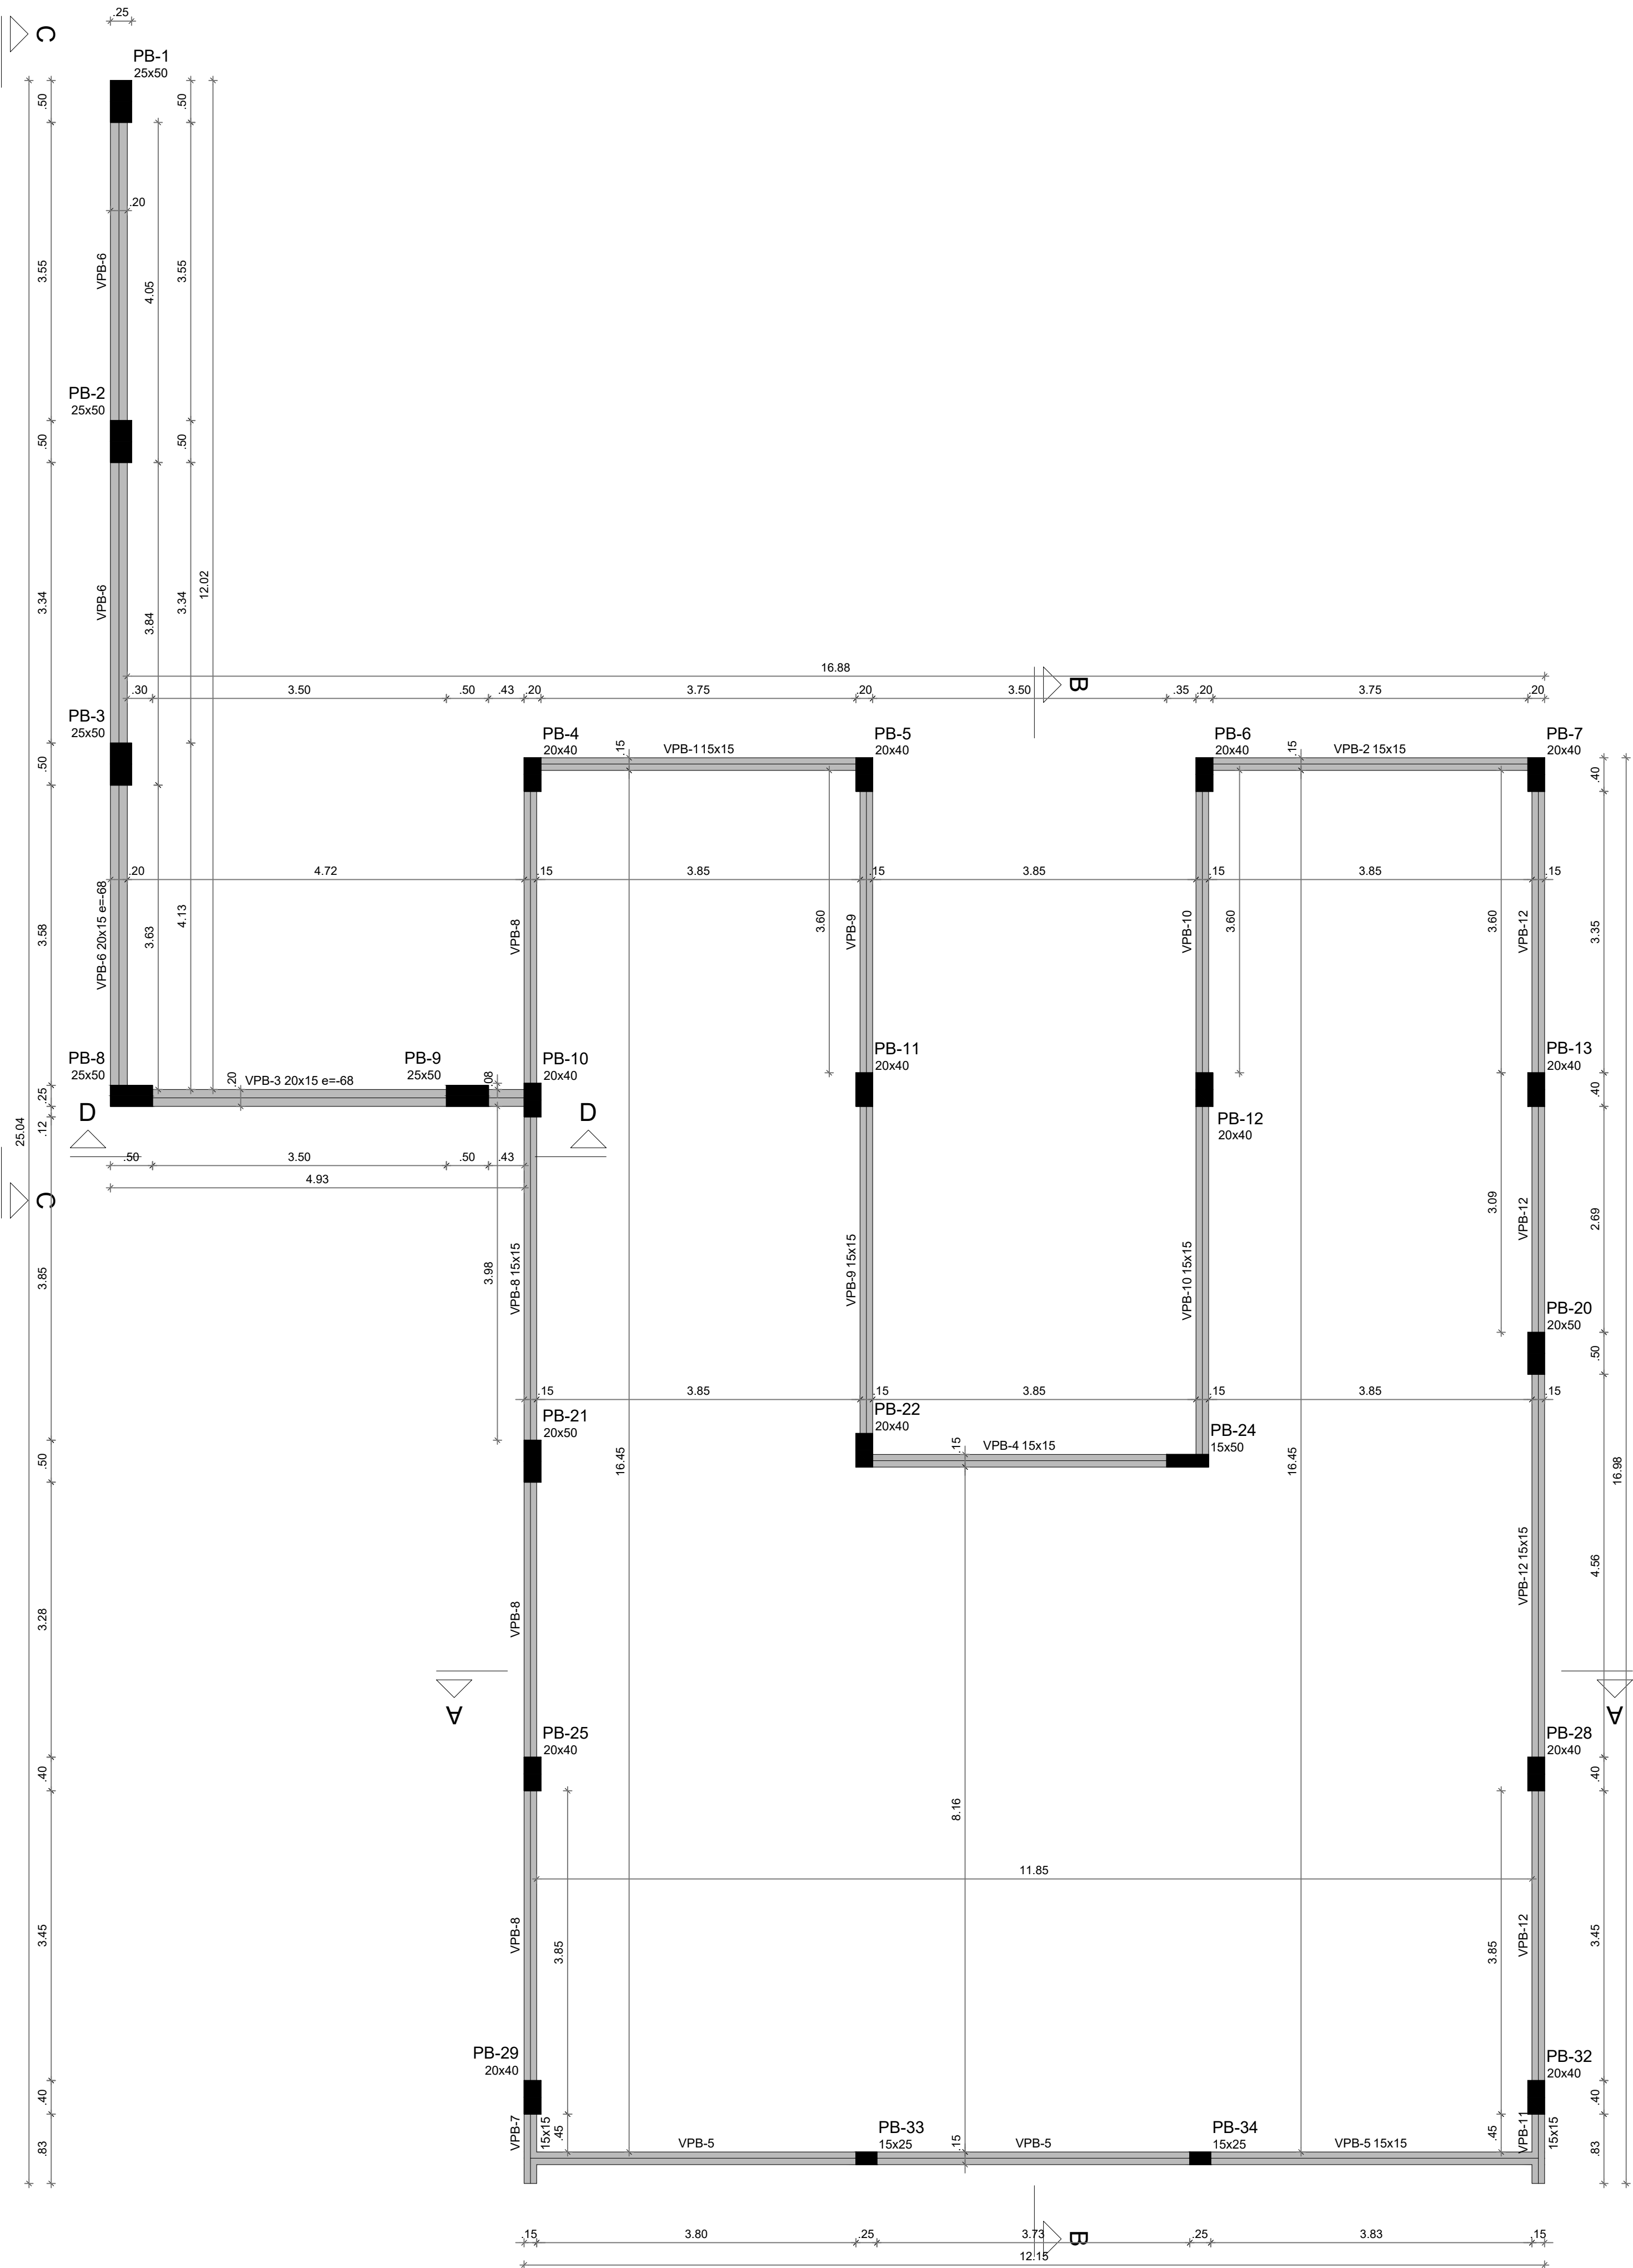 .25
C
PB-1
25x50
.50
.50
.20
3.55
VPB-6
4.05
3.55
PB-2
25x50
.50
.50
3.34
VPB-6
3.84
3.34
12.02
16.88
.30
3.50
.50
.43
.20
3.75
.20
3.50
.35
.20
3.75
.20
B
PB-3
25x50
.50
PB-4
20x40
.15
VPB-1 15x15
PB-5
20x40
PB-6
20x40
.15
VPB-2 15x15
PB-7
20x40
.40
.20
4.72
.15
3.85
.15
3.85
.15
3.85
.15
3.58
VPB-6 20x15 e=-68
3.63
4.13
VPB-8
3.60
VPB-9
VPB-10
3.60
3.60
VPB-12
3.35
PB-8
25x50
.20
VPB-3 20x15 e=-68
PB-9
25x50
.08
PB-10
20x40
PB-11
20x40
PB-12
20x40
PB-13
20x40
.40
.25
.12
25.04
D
D
.50
3.50
.50
.43
4.93
C
3.85
3.98
VPB-8 15x15
VPB-9 15x15
VPB-10 15x15
3.09
VPB-12
2.69
PB-20
20x50
.50
.15
3.85
.15
3.85
.15
3.85
.15
PB-21
20x50
.50
16.45
PB-22
20x40
.15
VPB-4 15x15
PB-24
15x50
16.45
16.98
3.28
VPB-8
VPB-12 15x15
4.56
A
A
PB-25
20x40
.40
PB-28
20x40
.40
8.16
11.85
3.45
VPB-8
3.85
3.85
VPB-12
3.45
PB-29
20x40
.40
PB-32
20x40
.40
.83
VPB-7
15x15
.45
VPB-5
PB-33
15x25
.15
VPB-5
PB-34
15x25
VPB-5 15x15
.45
VPB-11
15x15
.83
.15
3.80
.25
3.73
B
.25
3.83
.15
12.15